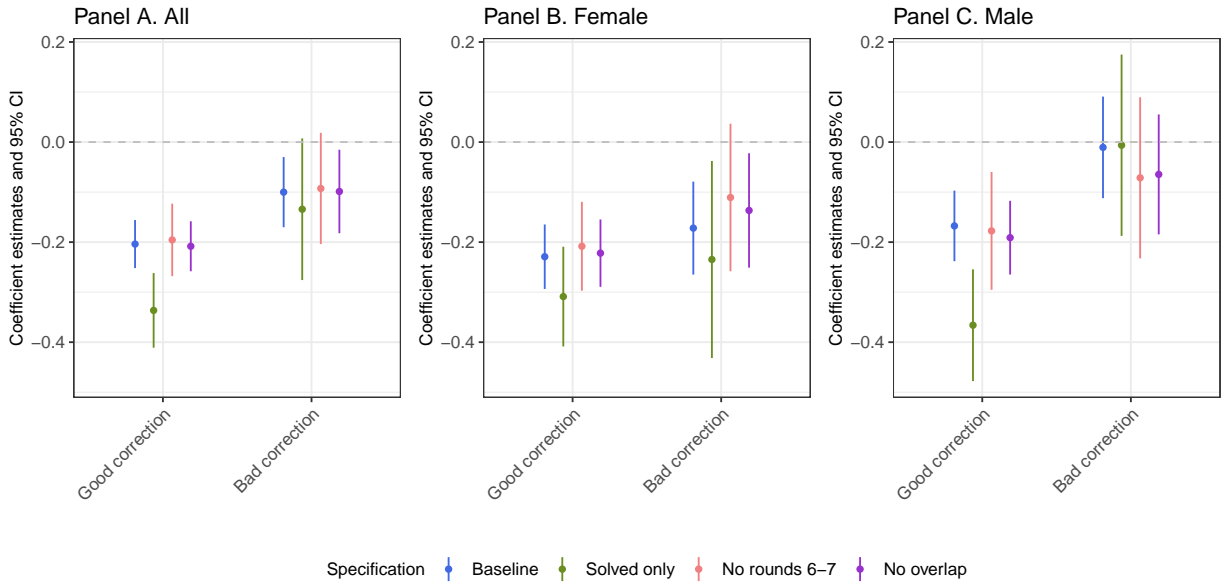 Panel A. All
Panel B. Female
Panel C. Male
Coefficient estimates and 95% CI
0.2
0.0
−0.2
−0.4
Good correction
Bad correction
Coefficient estimates and 95% CI
0.2
0.0
−0.2
−0.4
Good correction
Bad correction
Coefficient estimates and 95% CI
0.2
0.0
−0.2
−0.4
Good correction
Bad correction
Specification Baseline Solved only No rounds 6−7 No overlap